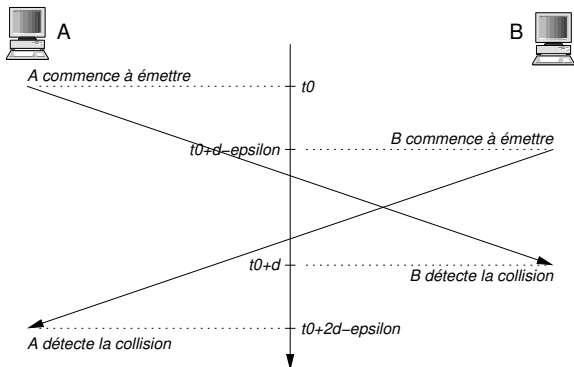 A
B
A commence à émettre
t0
B commence à émettre
t0+d−epsilon
t0+d
B détecte la collision
t0+2d−epsilon
A détecte la collision